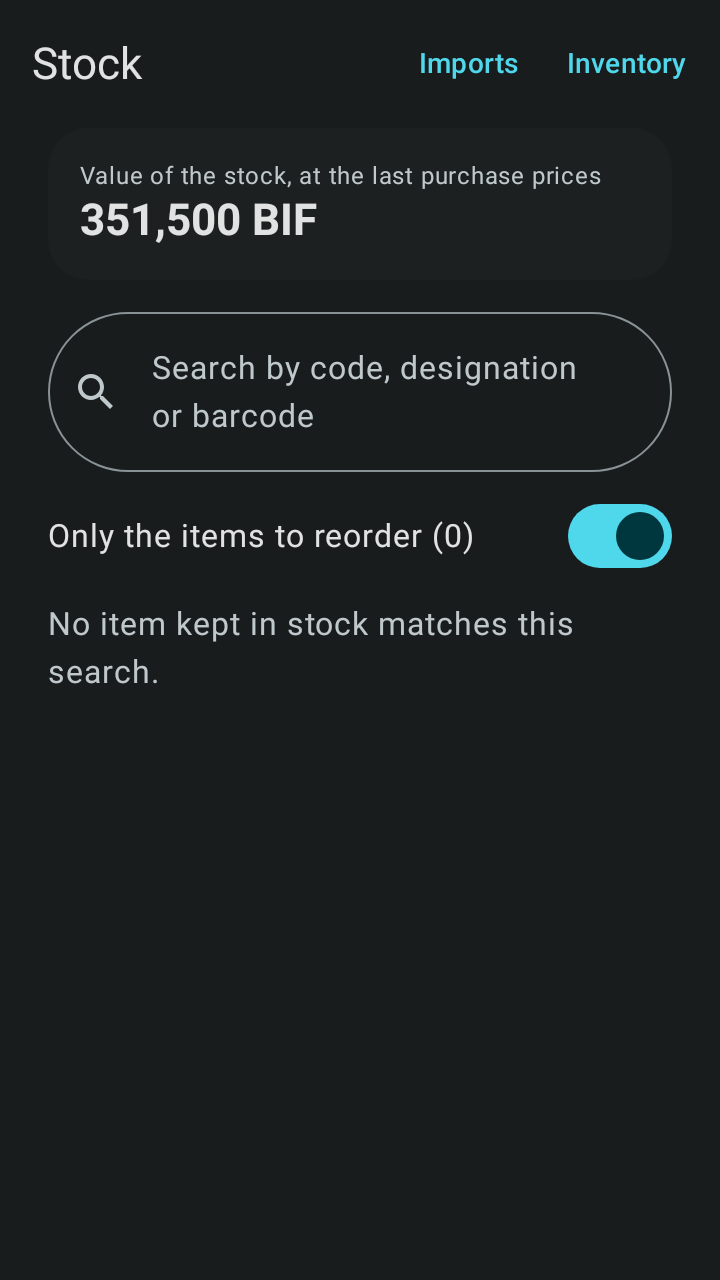 Stock
Imports
Inventory
Value of the stock, at the last purchase prices
351,500 BIF
Search by code, designation
or barcode
Only the items to reorder (0)
No item kept in stock matches this
search.